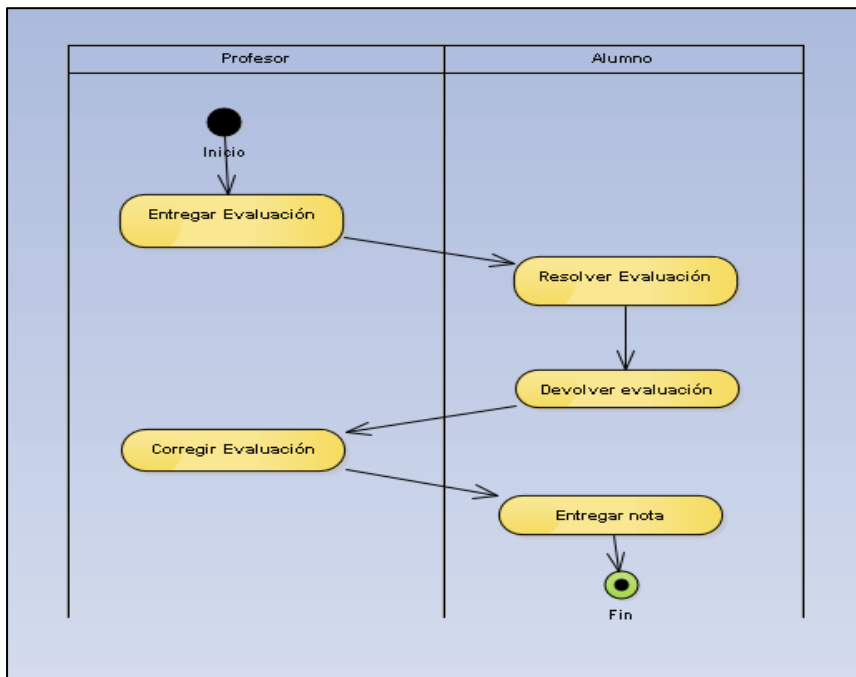 Profesor
Alumno
Inicio
Entregar Evaluación
Resolver Evaluación
Devolver evaluación
Corregir Evaluación
Entregar nota
Fin